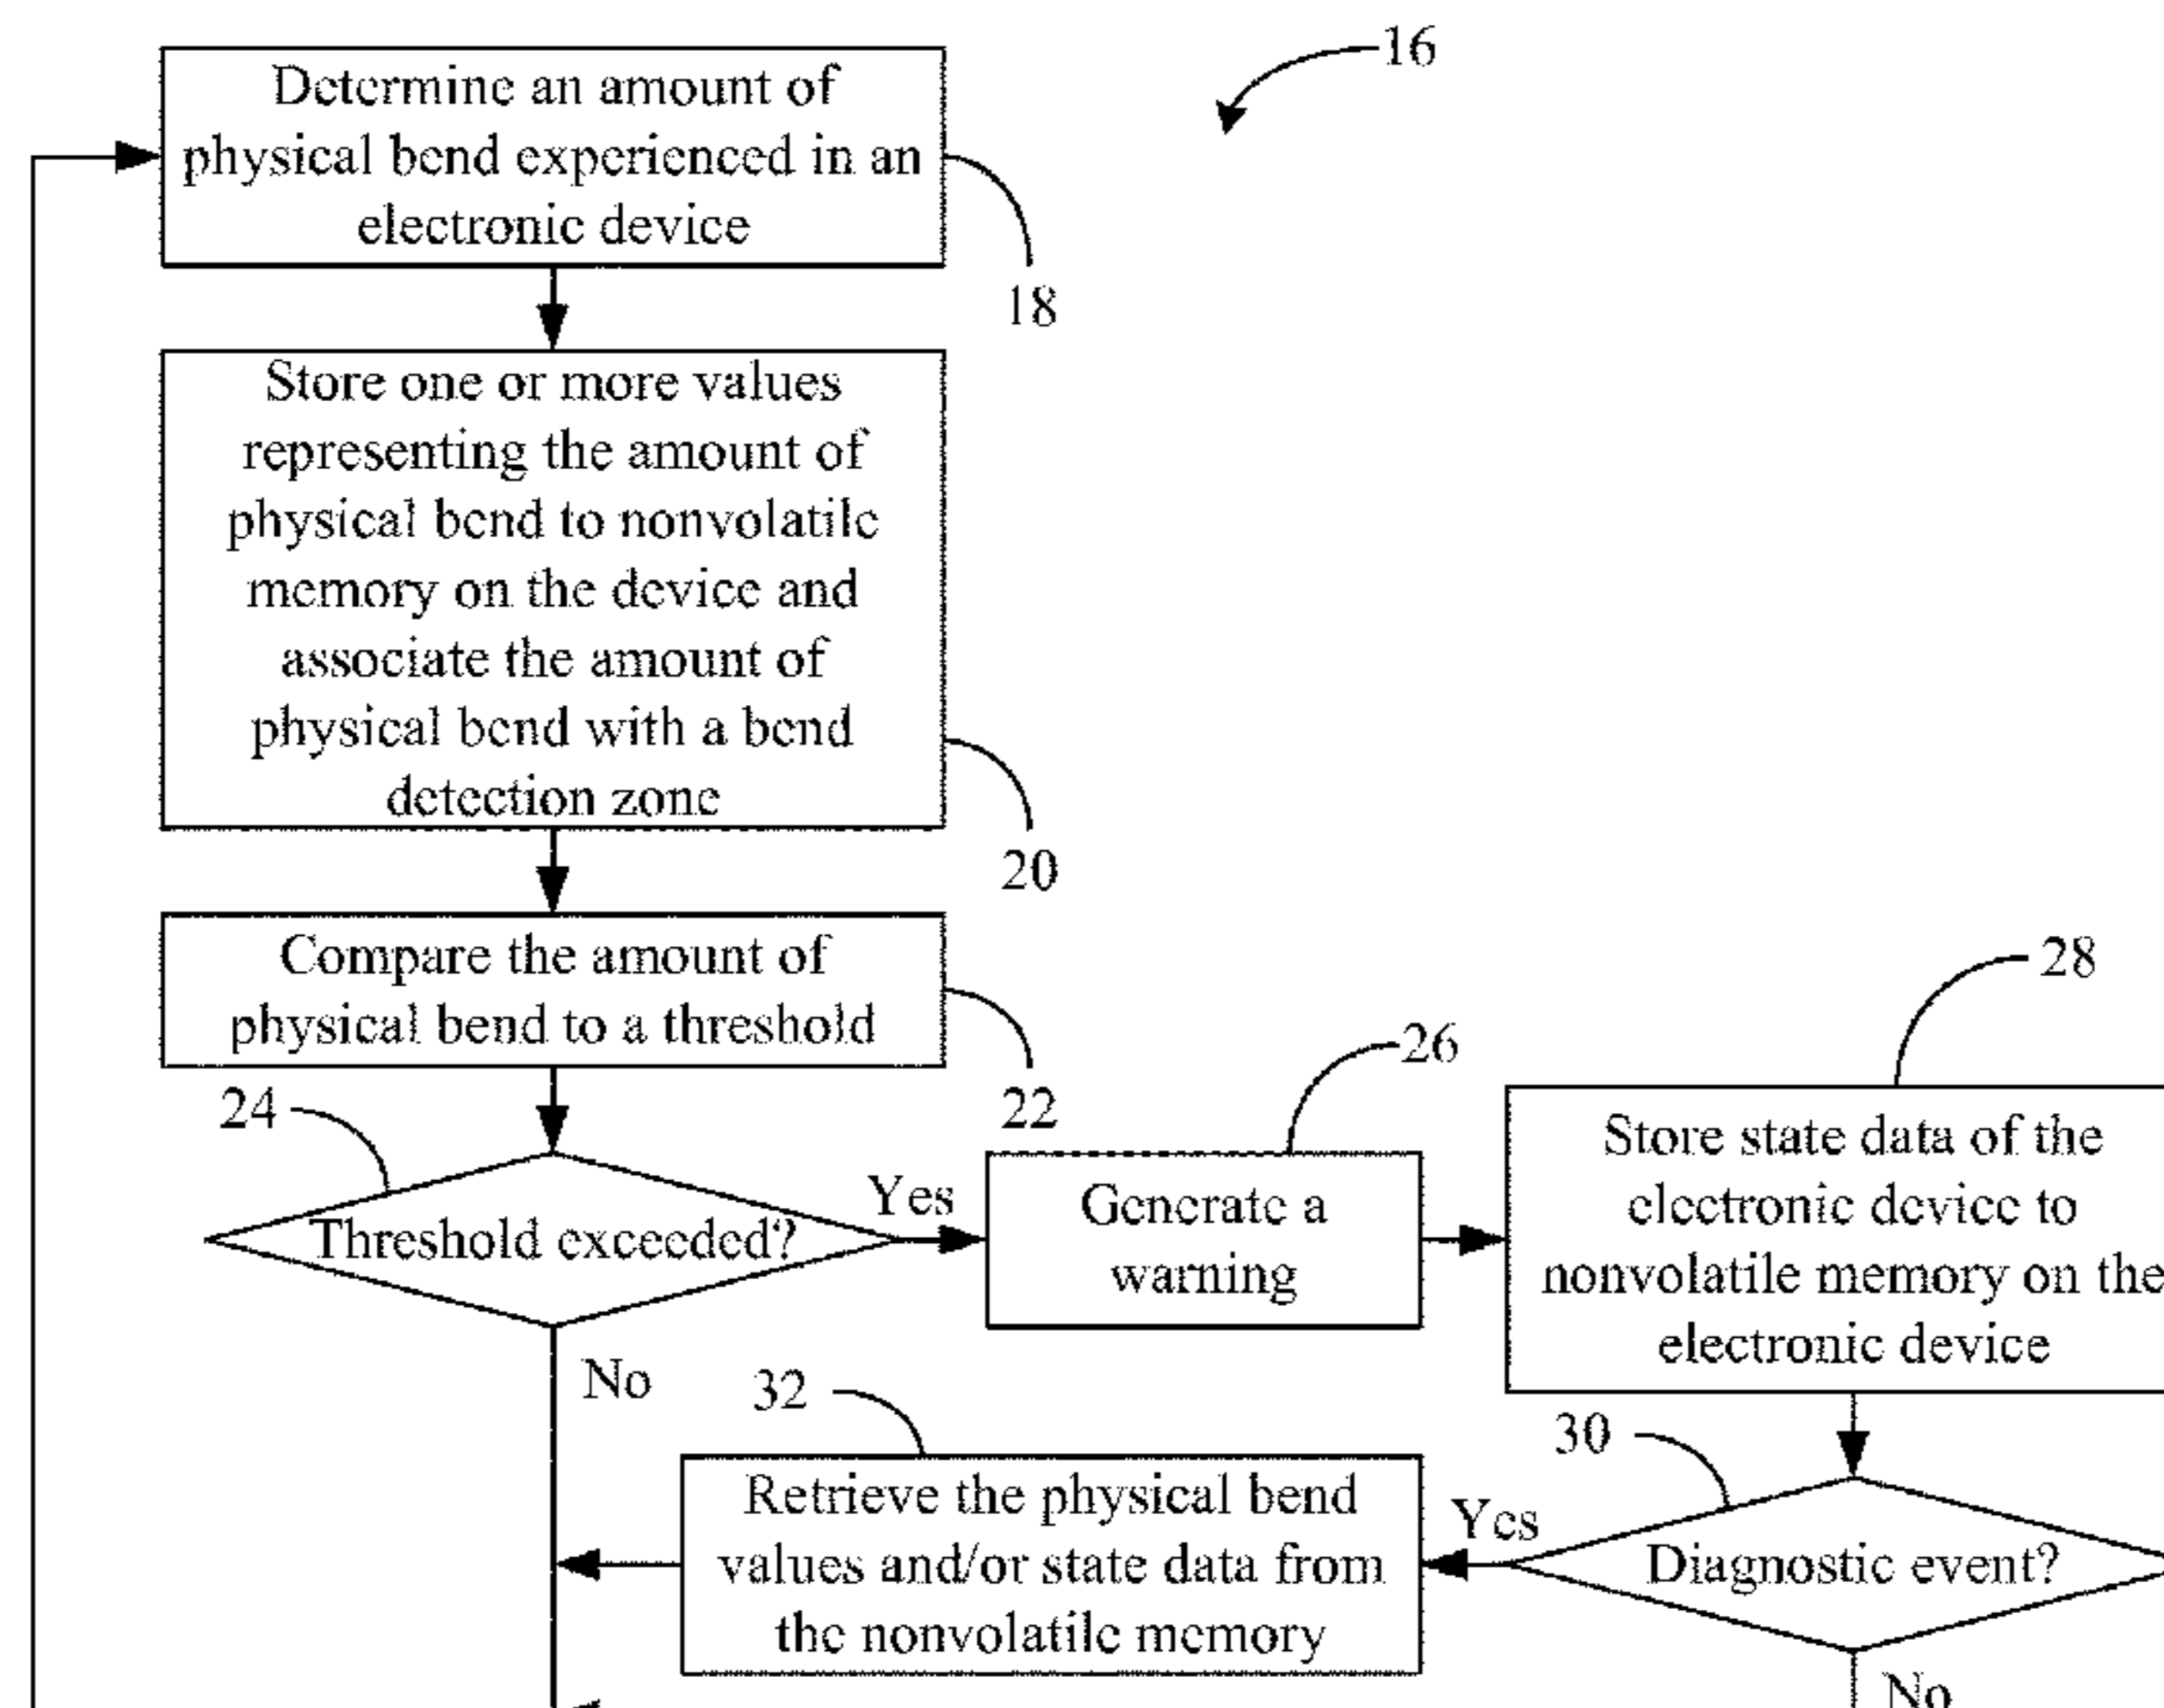 16
Determine an amount of
physical bend experienced in an
electronic device
18
Store one or more values
representing the amount of
physical bend to nonvolatile
memory on the device and
associate the amount of
physical bend with a bend
detection zone
20
Compare the amount of
physical bend to a threshold
22
24
Threshold exceeded?
Yes
No
26
Generate a
warning
28
Store state data of the
electronic device to
nonvolatile memory on the
electronic device
30
Diagnostic event?
Yes
No
32
Retrieve the physical bend
values and/or state data from
the nonvolatile memory